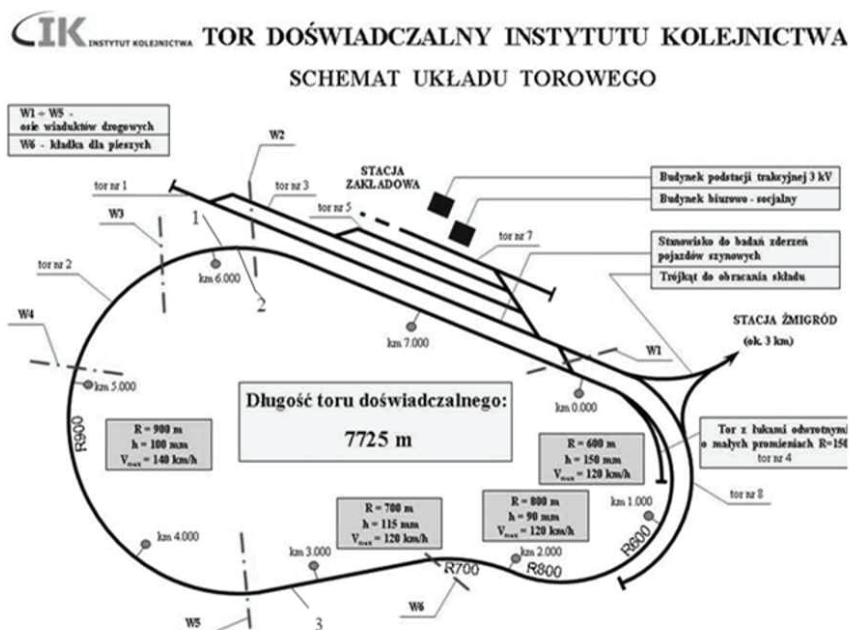 IK INSTYTUT KOLEJNICTWA
TOR DOŚWIADCZALNY INSTYTUTU KOLEJNICTWA
SCHEMAT UKŁADU TOROWEGO
W1 ÷ W5 -
osie wiaduktów drogowych
W6 - kładka dla pieszych
W2
STACJA
ZAKŁADOWA
Budynek podstacji trakcyjnej 3 kV
Budynek biurowo - socjalny
tor nr 1
tor nr 3
W3
1
tor nr 5
tor nr 7
Stanowisko do badań zderzeń
pojazdów szynowych
Trójkąt do obracania składu
tor nr 2
km 6.000
2
W4
km 7.000
STACJA ŻMIGRÓD
(ok. 3 km)
W1
km 5.000
km 0.000
Długość toru doświadczalnego:
7725 m
R900
R = 900 m
h = 100 mm
Vmax = 140 km/h
R = 600 m
h = 150 mm
Vmax = 120 km/h
Tor z łukami odwrotnymi
o małych promieniach R=150
tor nr 4
tor nr 8
R = 700 m
h = 115 mm
Vmax = 120 km/h
R = 800 m
h = 90 mm
Vmax = 120 km/h
km 1.000
km 4.000
km 3.000
km 2.000
R600
R700
R800
W6
W5
3